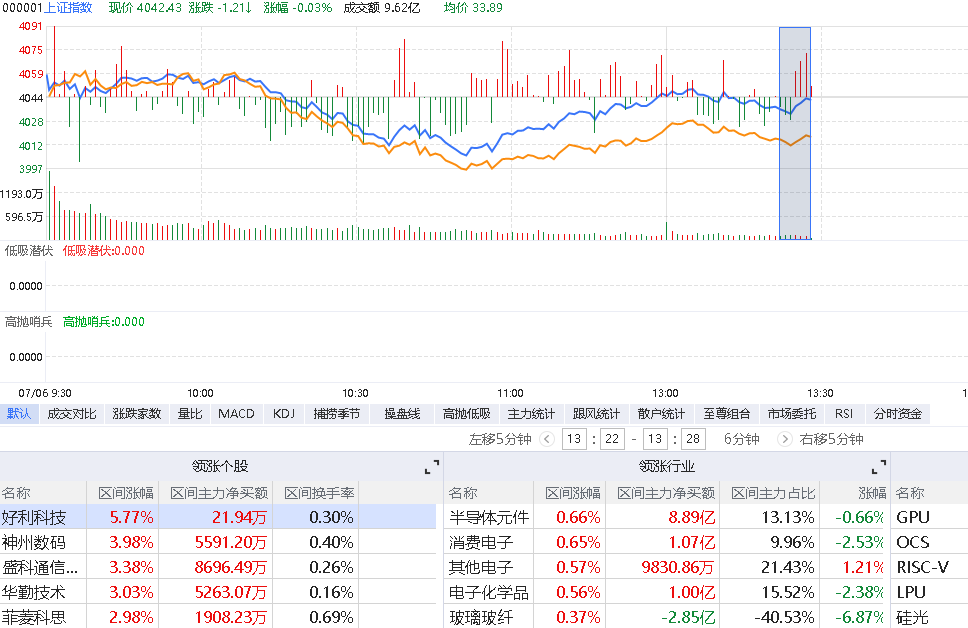 000001上证指数 现价 4042.43 涨跌 -1.21↓ 涨幅 -0.03% 成交额 9.62亿 均价 33.89
4091
4075
4059
4044
4028
4012
3997
1193.0万
596.5万
低吸潜伏 低吸潜伏:0.000
0.0000
高抛哨兵 高抛哨兵:0.000
0.0000
07/06 9:30 10:00 10:30 11:00 13:00 13:30 1
默认 成交对比 涨跌家数 量比 MACD KDJ 捕捞季节 操盘线 高抛低吸 主力统计 跟风统计 散户统计 至尊组合 市场委托 RSI 分时资金
左移5分钟 < 13 : 22 - 13 : 28 6分钟 > 右移5分钟
领涨个股 领涨行业
名称 区间涨幅 区间主力净买额 区间换手率 名称 区间涨幅 区间主力净买额 区间主力占比 涨幅 名称
好利科技 5.77% 21.94万 0.30% 半导体元件 0.66% 8.89亿 13.13% -0.66% GPU
神州数码 3.98% 5591.20万 0.40% 消费电子 0.65% 1.07亿 9.96% -2.53% OCS
盛科通信... 3.38% 8696.49万 0.26% 其他电子 0.57% 9830.86万 21.43% 1.21% RISC-V
华勤技术 3.03% 5263.07万 0.16% 电子化学品 0.56% 1.00亿 15.52% -2.38% LPU
菲菱科思 2.98% 1908.23万 0.69% 玻璃玻纤 0.37% -2.85亿 -40.53% -6.87% 硅光